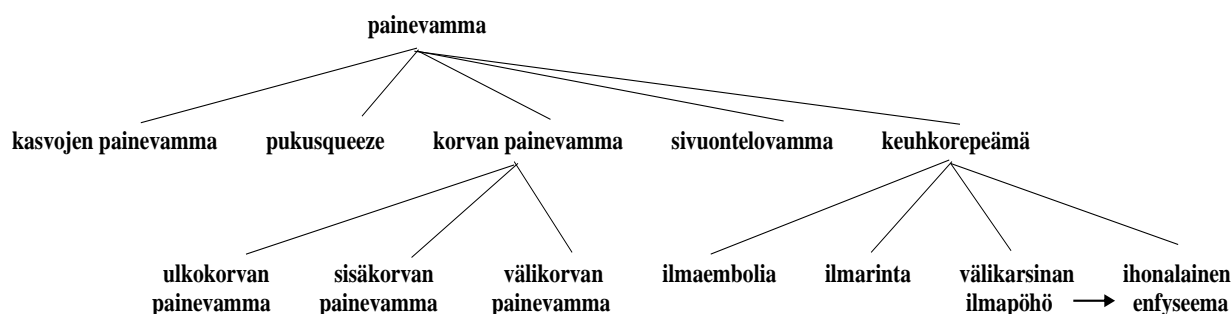 painevamma
kasvojen painevamma pukusqueeze korvan painevamma sivuontelovamma keuhkorepeämä
ulkokorvan sisäkorvan välikorvan ilmaembolia ilmarinta välikarsinan ihonalainen
painevamma painevamma painevamma ilmapöhö enfyseema